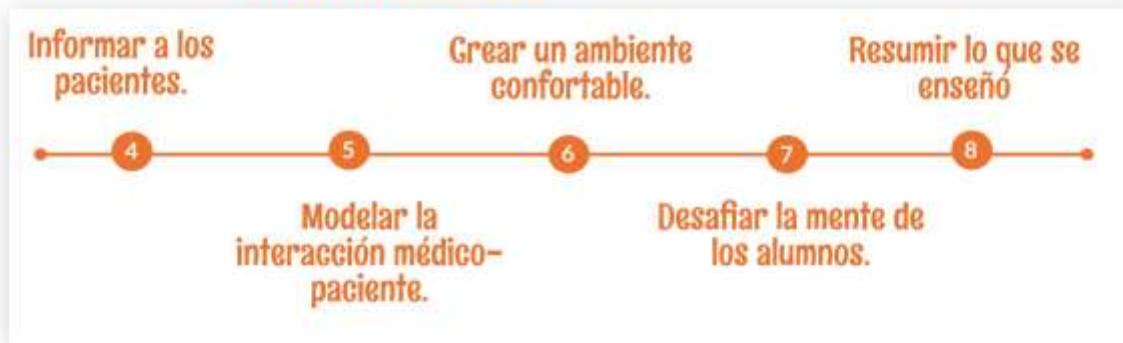 Informar a los
pacientes.
4
Modelar la
interacción médico-
paciente.
5
Crear un ambiente
confortable.
6
Desafiar la mente de
los alumnos.
7
Resumir lo que se
enseñó
8